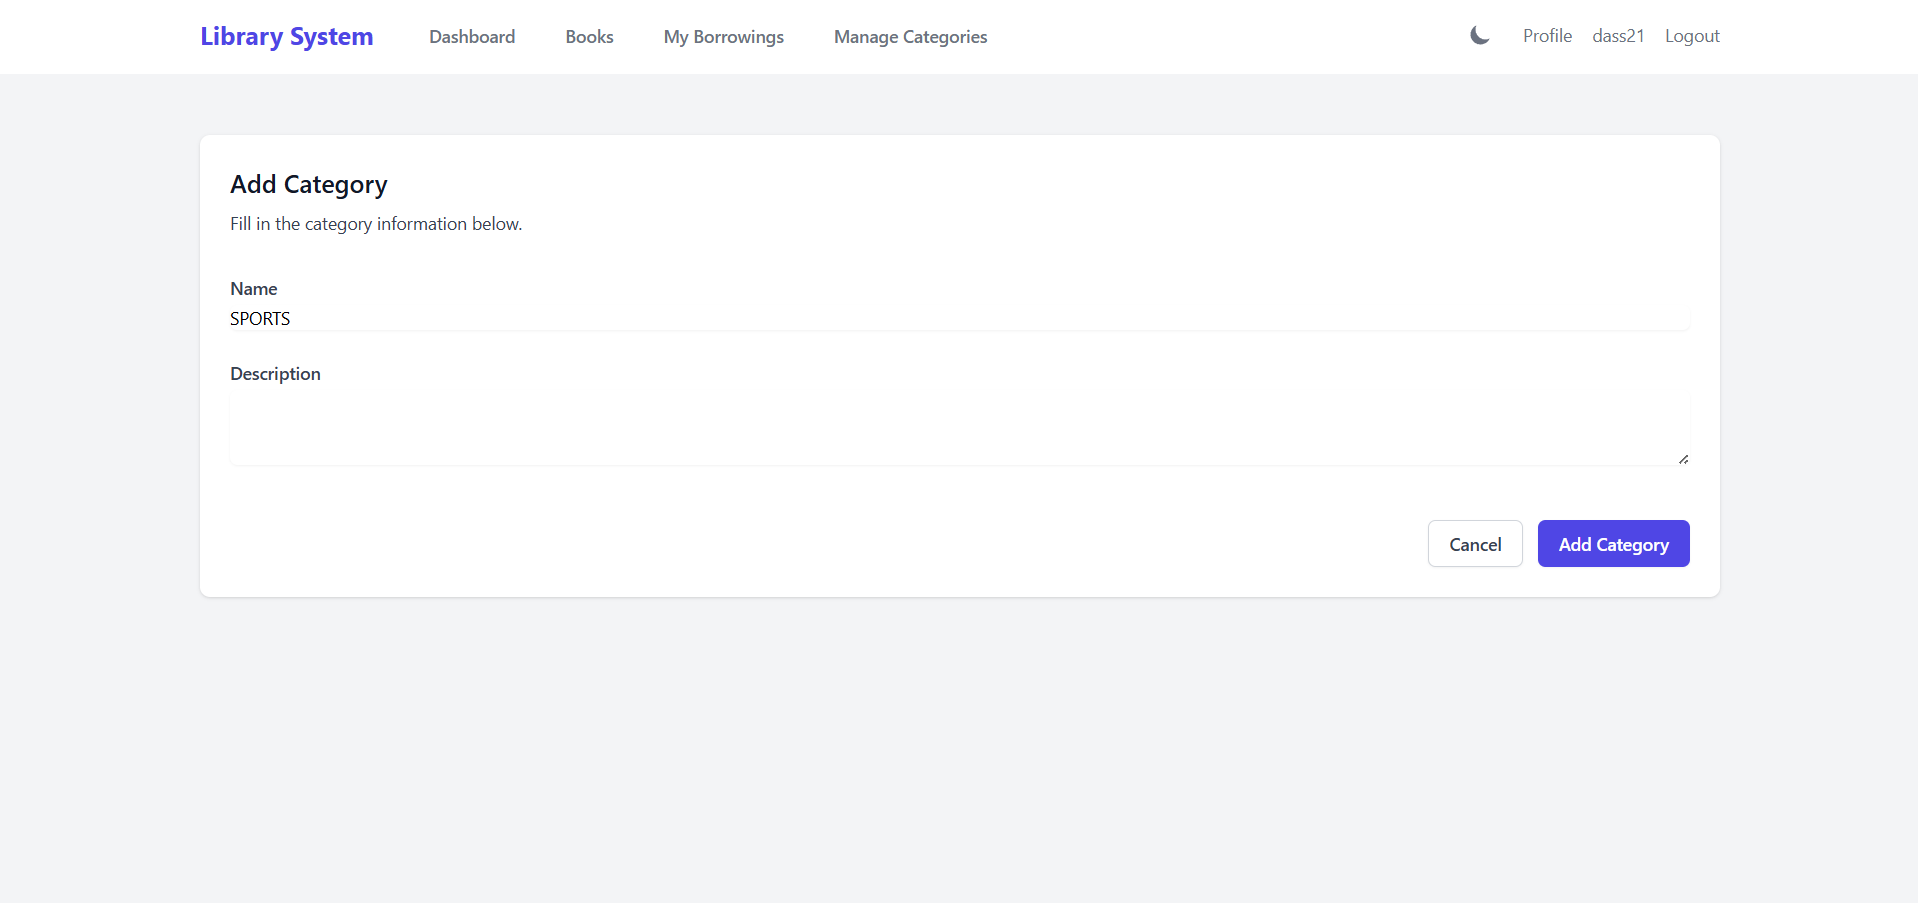 Library System Dashboard Books My Borrowings Manage Categories Profile dass21 Logout
Add Category
Fill in the category information below.
Name
SPORTS
Description
Cancel Add Category